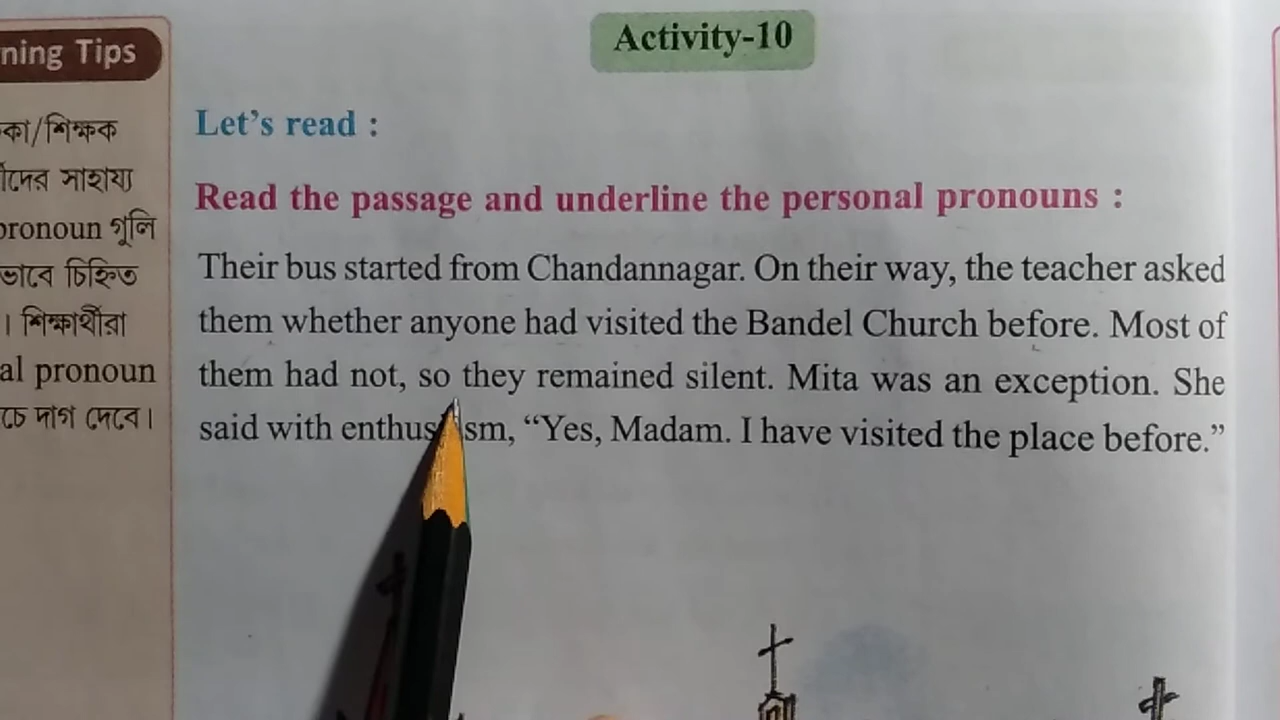 Activity-10
ning Tips
Let's read :
কা/শিক্ষক
র্থীদের সাহায্য
pronoun গুলি
ভাবে চিহ্নিত
। শিক্ষার্থীরা
al pronoun
চে দাগ দেবে।
Read the passage and underline the personal pronouns :
Their bus started from Chandannagar. On their way, the teacher asked
them whether anyone had visited the Bandel Church before. Most of
them had not, so they remained silent. Mita was an exception. She
said with enthusiasm, “Yes, Madam. I have visited the place before.”